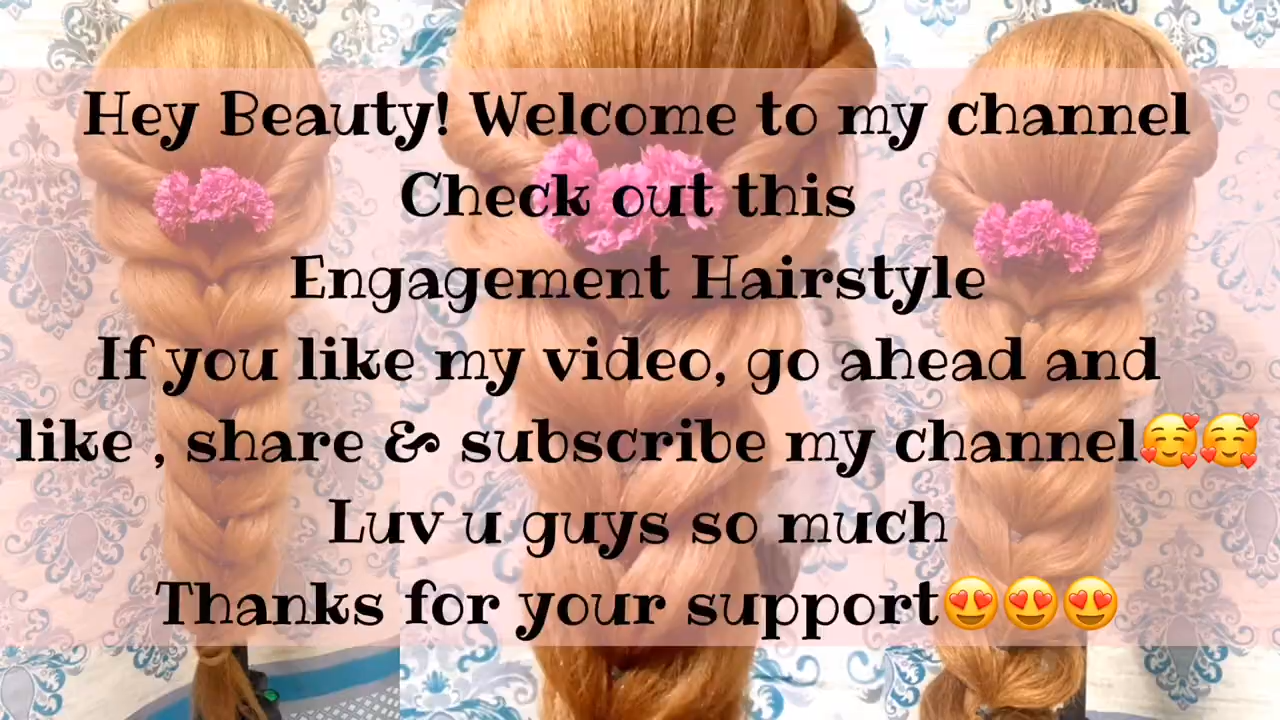 Hey Beauty! Welcome to my channel
Check out this
Engagement Hairstyle
If you like my video, go ahead and
like , share & subscribe my channel🥰🥰
Luv u guys so much
Thanks for your support😍😍😍